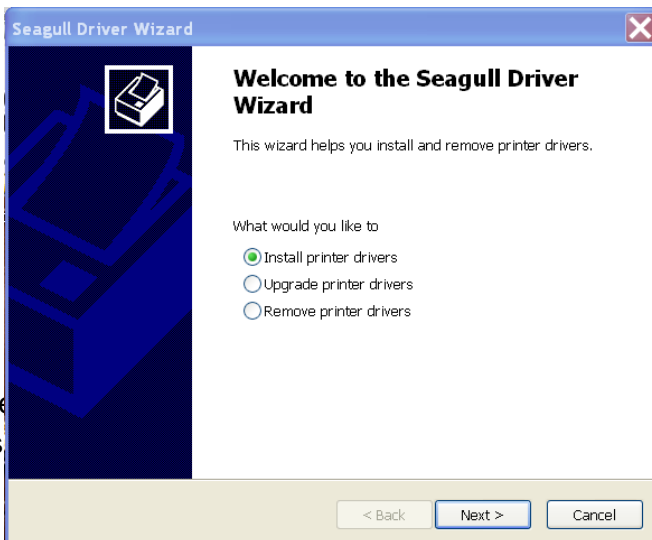 Seagull Driver Wizard
Welcome to the Seagull Driver
Wizard
This wizard helps you install and remove printer drivers.
What would you like to
Install printer drivers
Upgrade printer drivers
Remove printer drivers
< Back Next > Cancel